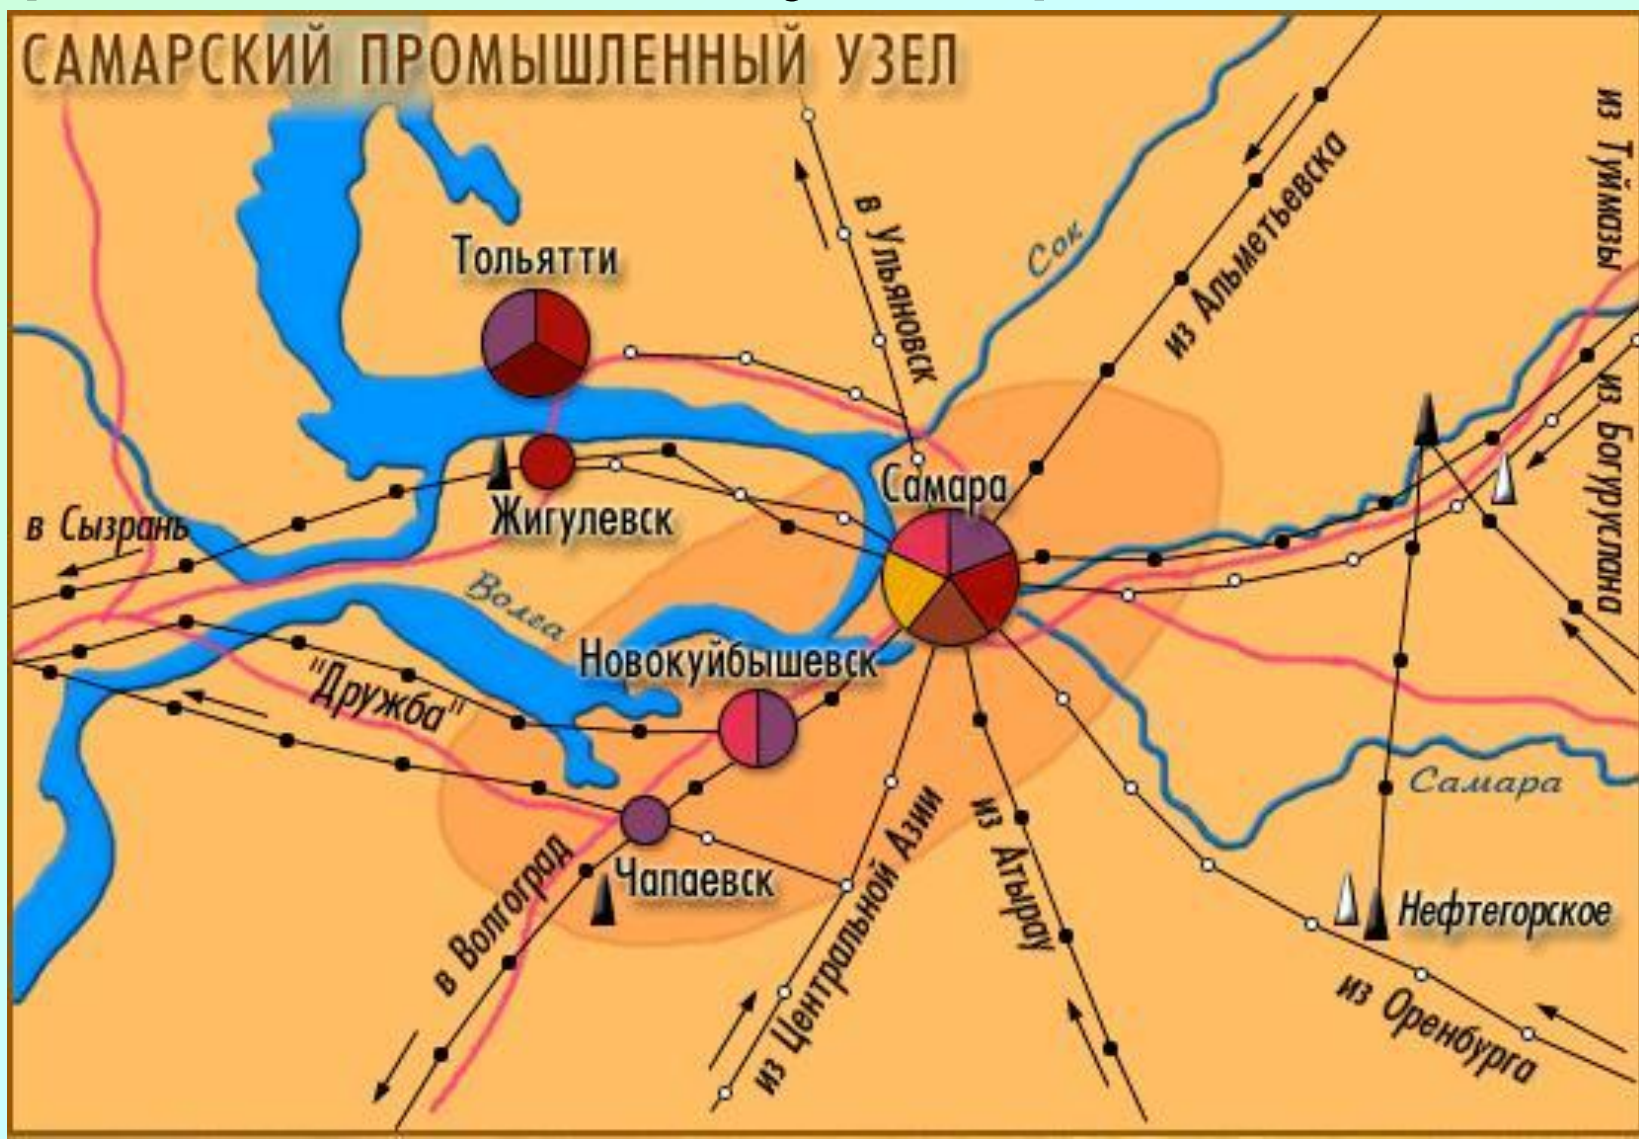 САМАРСКИЙ ПРОМЫШЛЕННЫЙ УЗЕЛ
из Туймазы
из Альметьевска
в Ульяновск
Сок
Тольятти
из Богуруслана
Самара
Жигулевск
в Сызрань
Волга
Новокуйбышевск
"Дружба"
Самара
Чапаевск
в Волгоград
из Центральной Азии
из Атырау
Нефтегорское
из Оренбурга